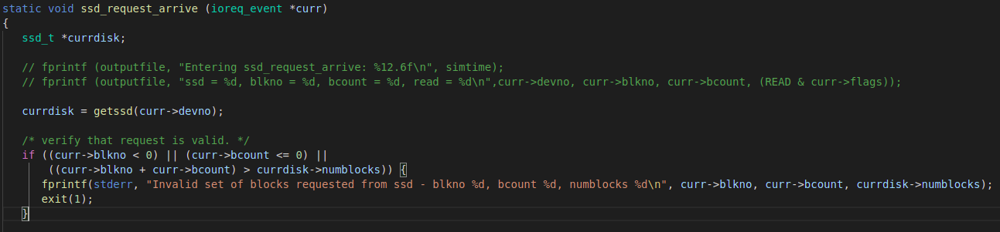 static void ssd_request_arrive (ioreq_event *curr)
{
ssd_t *currdisk;
// fprintf (outputfile, "Entering ssd_request_arrive: %12.6f\n", simtime);
// fprintf (outputfile, "ssd = %d, blkno = %d, bcount = %d, read = %d\n",curr->devno, curr->blkno, curr->bcount, (READ & curr->flags));
currdisk = getssd(curr->devno);
/* verify that request is valid. */
if ((curr->blkno < 0) || (curr->bcount <= 0) ||
((curr->blkno + curr->bcount) > currdisk->numblocks)) {
fprintf(stderr, "Invalid set of blocks requested from ssd - blkno %d, bcount %d, numblocks %d\n", curr->blkno, curr->bcount, currdisk->numblocks);
exit(1);
}